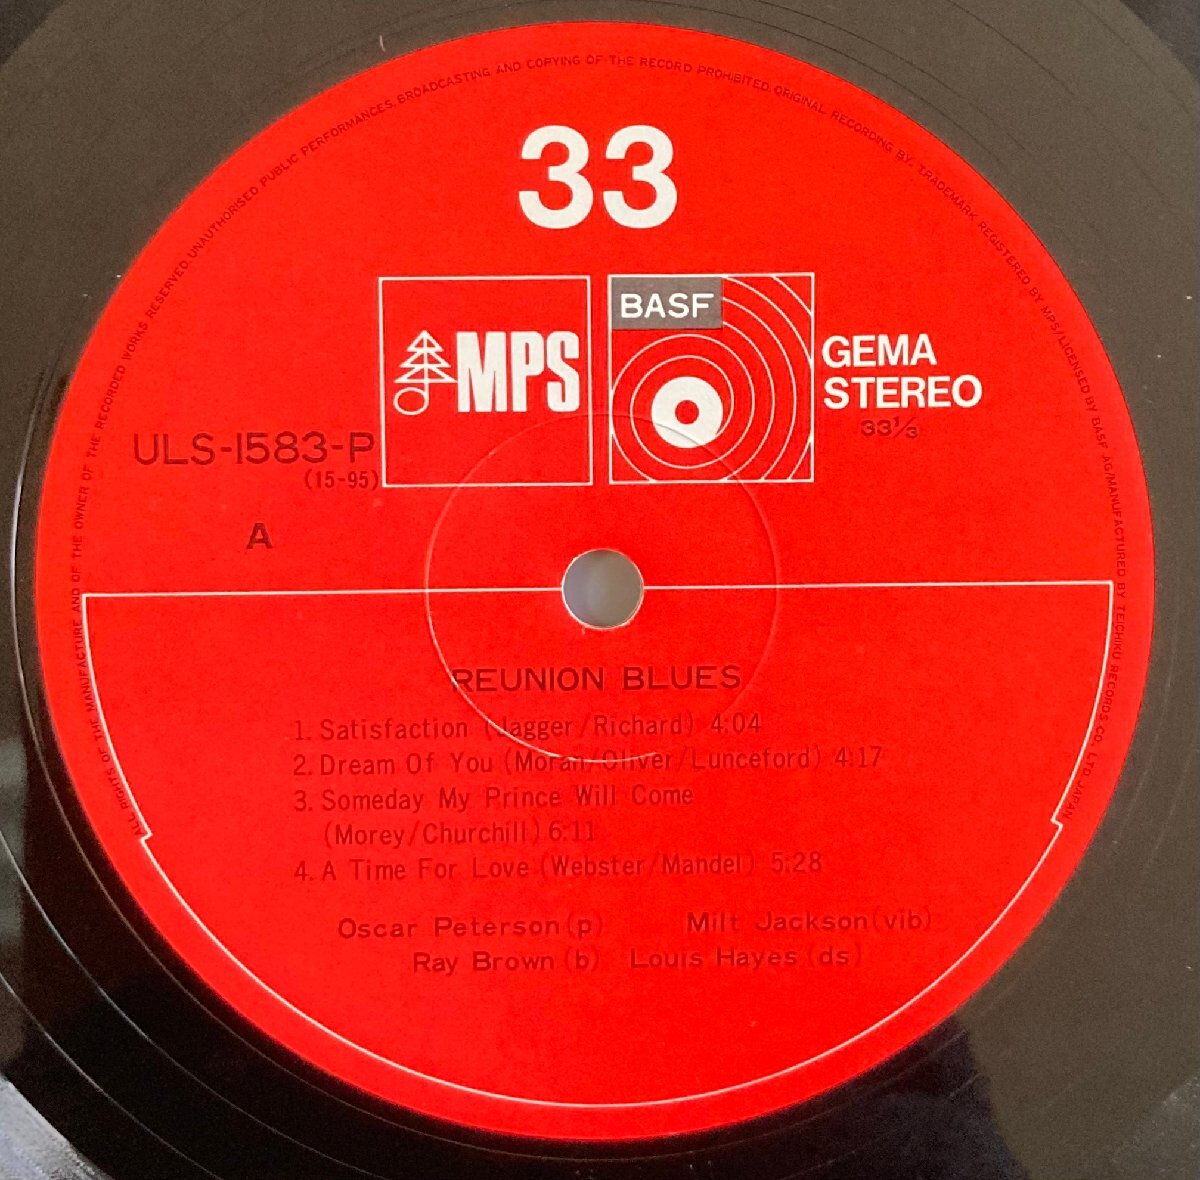 ALL RIGHTS OF THE MANUFACTURE AND OF THE OWNER OF THE RECORDED WORKS RESERVED. UNAUTHORISED PUBLIC PERFORMANCES, BROADCASTING AND COPYING OF THE RECORD PROHIBITED. ORIGINAL RECORDING BY. TRADEMARK REGISTERED BY MPS/LICENSED BY BASF AG/MANUFACTURED BY TEICHIKU RECORDS CO., LTD. JAPAN
33
MPS
BASF
GEMA
STEREO
33⅓
ULS-1583-P
(15-95)
A
REUNION BLUES
1. Satisfaction (Jagger/Richard) 4:04
2. Dream Of You (Moran/Oliver/Lunceford) 4:17
3. Someday My Prince Will Come
(Morey/Churchill) 6:11
4. A Time For Love (Webster/Mandel) 5:28
Oscar Peterson (p) Milt Jackson (vib)
Ray Brown (b) Louis Hayes (ds)